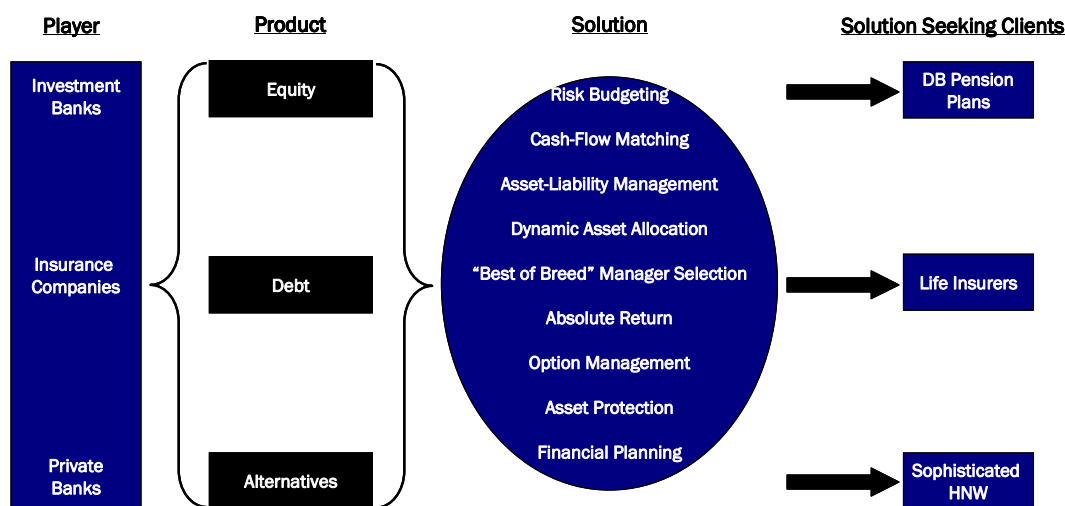 Player
Product
Solution
Solution Seeking Clients
Investment
Banks
Insurance
Companies
Private
Banks
Equity
Debt
Alternatives
Risk Budgeting
Cash-Flow Matching
Asset-Liability Management
Dynamic Asset Allocation
“Best of Breed” Manager Selection
Absolute Return
Option Management
Asset Protection
Financial Planning
DB Pension
Plans
Life Insurers
Sophisticated
HNW